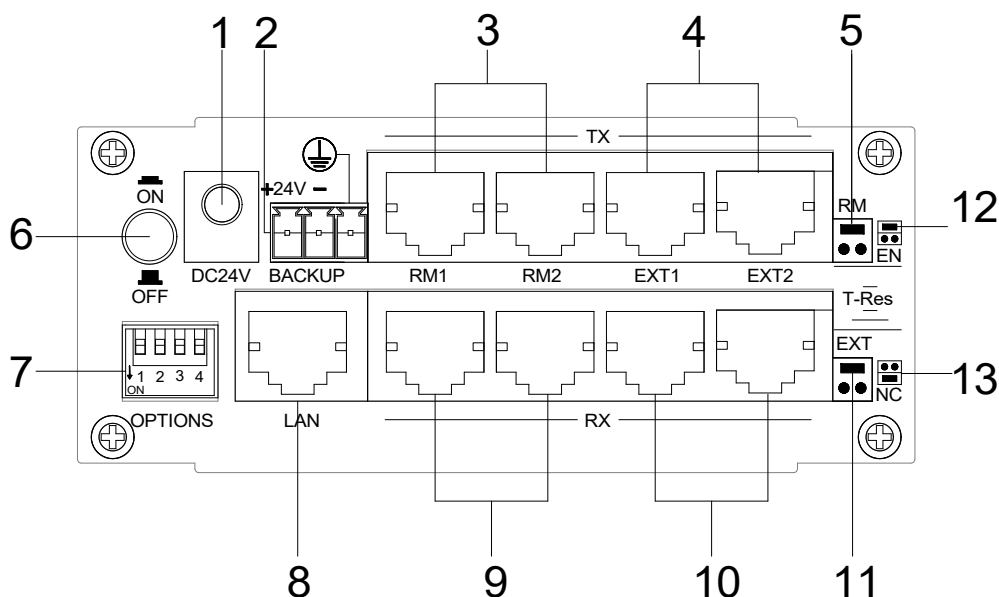 1 2 3 4 5
TX
ON
+24V −
RM
12
6
EN
DC24V BACKUP RM1 RM2 EXT1 EXT2
OFF
T-Res
EXT
7
1 2 3 4
ON
13
NC
OPTIONS LAN RX
8 9 10 11